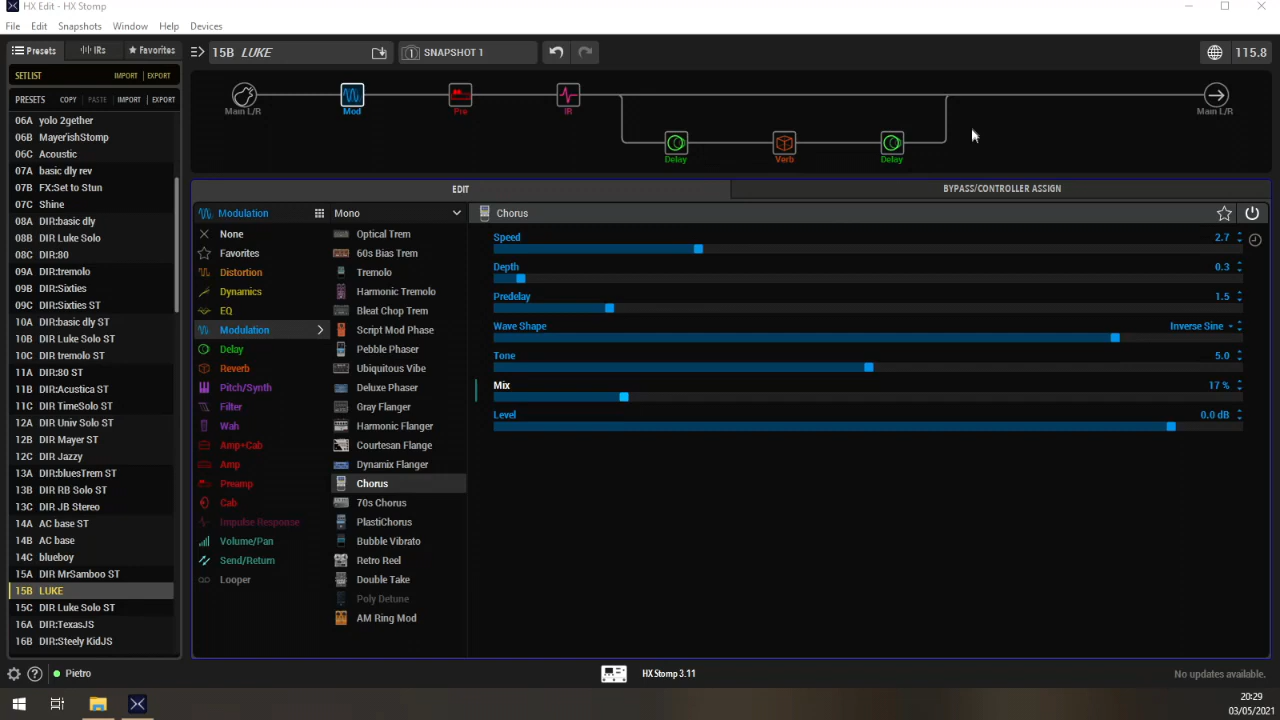 HX Edit - HX Stomp
File Edit Snapshots Window Help Devices
Presets IRs Favorites
15B LUKE
1 SNAPSHOT 1
115.8
SETLIST IMPORT | EXPORT
PRESETS COPY PASTE IMPORT EXPORT
06A yolo 2gether
06B Mayer'ishStomp
06C Acoustic
07A basic dly rev
07B FX:Set to Stun
07C Shine
08A DIR:basic dly
08B DIR Luke Solo
08C DIR:80
09A DIR:tremolo
09B DIR:Sixties
09C DIR:Sixties ST
10A DIR:basic dly ST
10B DIR Luke Solo ST
10C DIR tremolo ST
11A DIR:80 ST
11B DIR:Acustica ST
11C DIR TimeSolo ST
12A DIR Univ Solo ST
12B DIR Mayer ST
12C DIR Jazzy
13A DIR:bluesTrem ST
13B DIR RB Solo ST
13C DIR JB Stereo
14A AC base ST
14B AC base
14C blueboy
15A DIR MrSamboo ST
15B LUKE
15C DIR Luke Solo ST
16A DIR:TexasJS
16B DIR:Steely KidJS
Main L/R
Mod
Pre
IR
Main L/R
Delay
Verb
Delay
EDIT
BYPASS/CONTROLLER ASSIGN
Modulation
None
Favorites
Distortion
Dynamics
EQ
Modulation
Delay
Reverb
Pitch/Synth
Filter
Wah
Amp+Cab
Amp
Preamp
Cab
Impulse Response
Volume/Pan
Send/Return
Looper
Mono
Optical Trem
60s Bias Trem
Tremolo
Harmonic Tremolo
Bleat Chop Trem
Script Mod Phase
Pebble Phaser
Ubiquitous Vibe
Deluxe Phaser
Gray Flanger
Harmonic Flanger
Courtesan Flange
Dynamix Flanger
Chorus
70s Chorus
PlastiChorus
Bubble Vibrato
Retro Reel
Double Take
Poly Detune
AM Ring Mod
Chorus
Speed 2.7
Depth 0.3
Predelay 1.5
Wave Shape Inverse Sine
Tone 5.0
Mix 17 %
Level 0.0 dB
Pietro
HX Stomp 3.11
No updates available.
20:29
03/05/2021